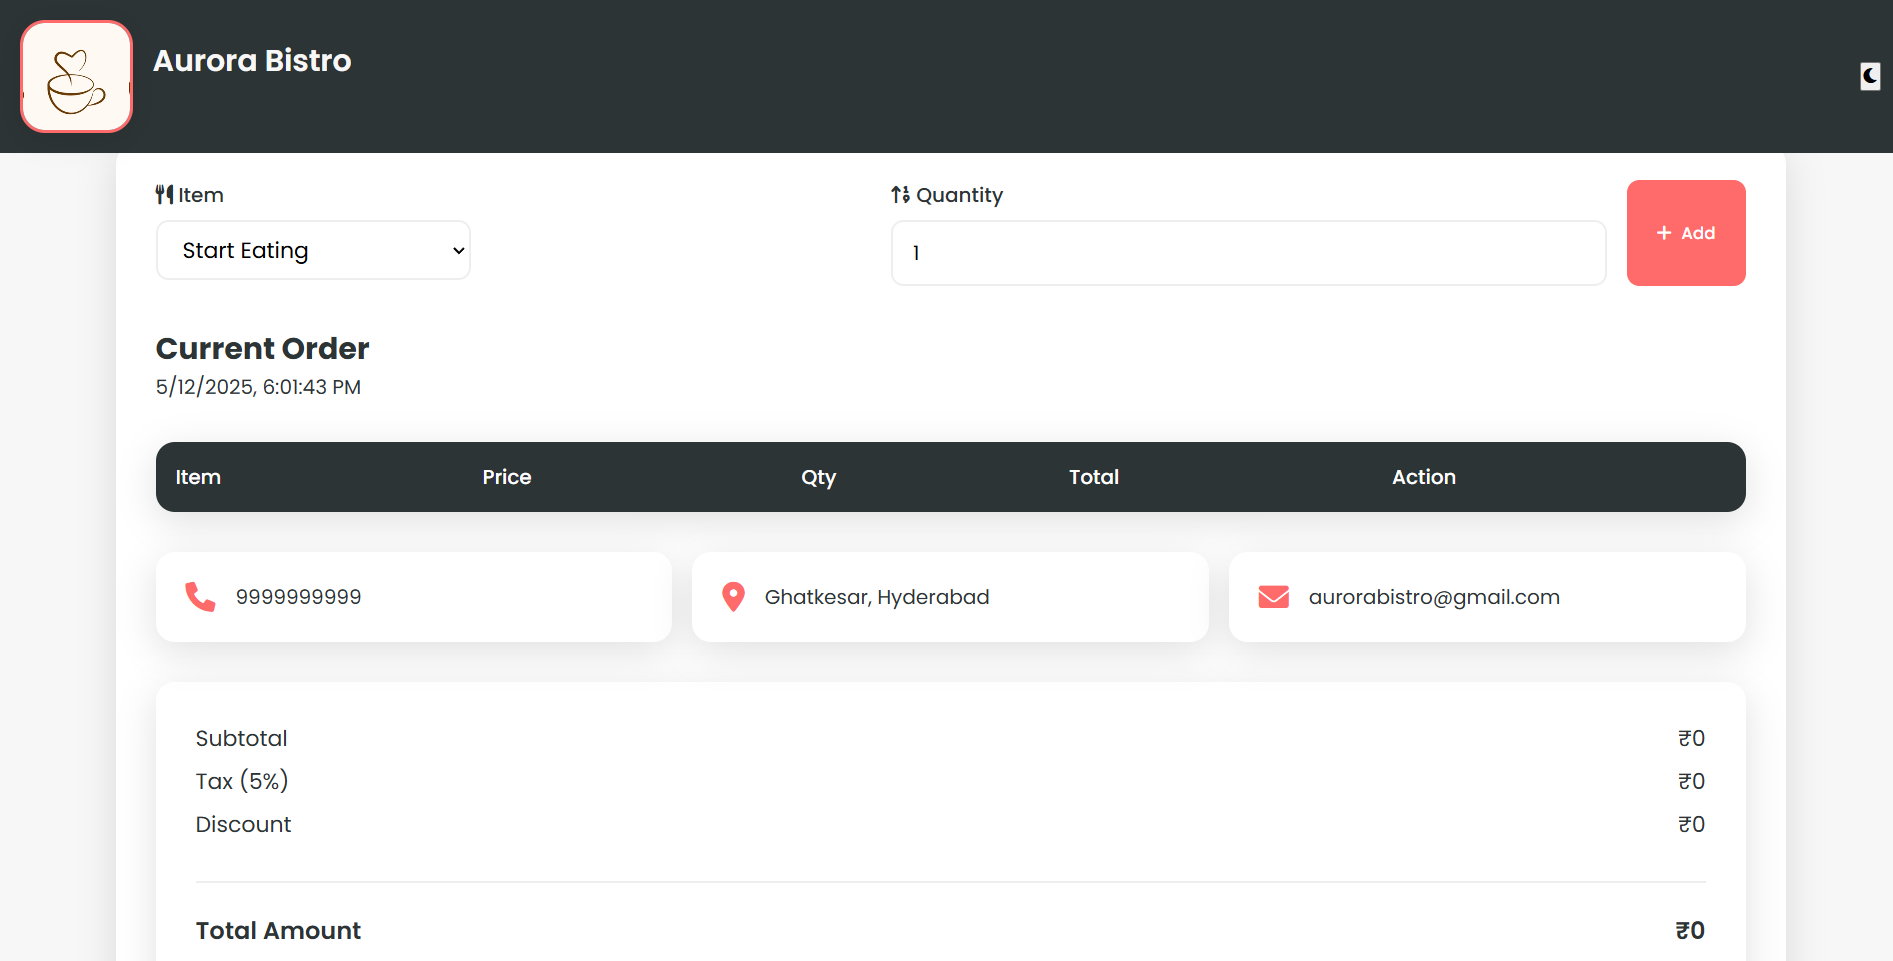 Aurora Bistro
Item
Quantity
Start Eating
1
Add
Current Order
5/12/2025, 6:01:43 PM
Item Price Qty Total Action
9999999999
Ghatkesar, Hyderabad
aurorabistro@gmail.com
Subtotal ₹0
Tax (5%) ₹0
Discount ₹0
Total Amount ₹0